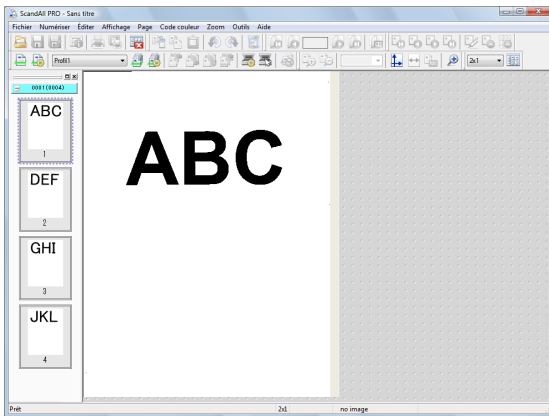 ScandAll PRO - Sans titre
Fichier Numériser Éditer Affichage Page Code couleur Zoom Outils Aide
Profil1
2x1
0001(0004)
ABC
1
DEF
2
GHI
3
JKL
4
ABC
Prêt
2x1
no image